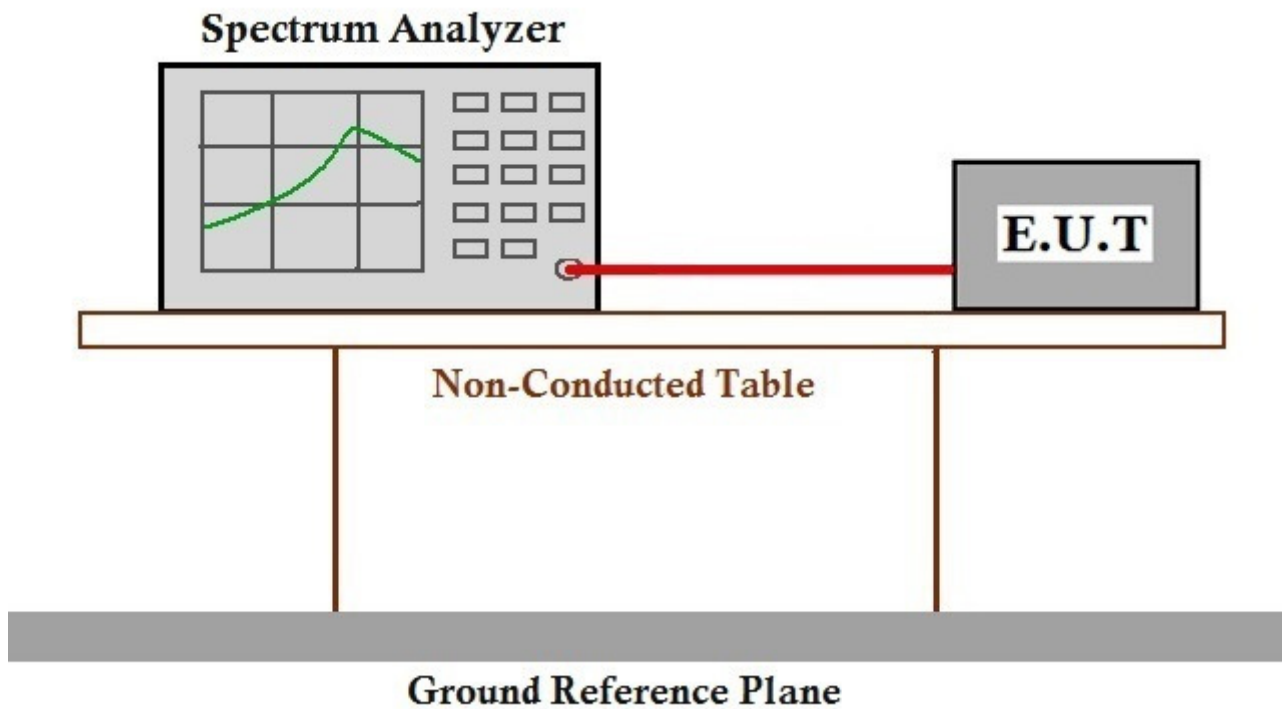 Spectrum Analyzer
E.U.T
Non-Conducted Table
Ground Reference Plane